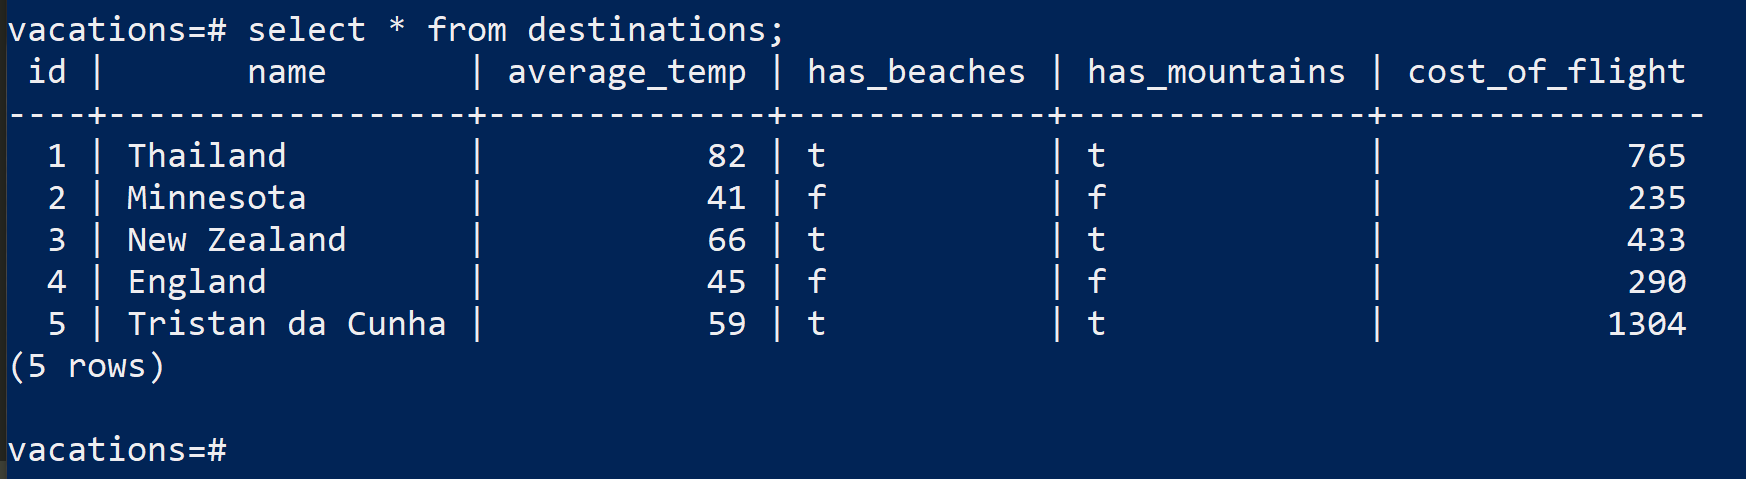 vacations=# select * from destinations;
 id |       name       | average_temp | has_beaches | has_mountains | cost_of_flight
----+------------------+--------------+-------------+---------------+----------------
  1 | Thailand         |           82 | t           | t             |            765
  2 | Minnesota        |           41 | f           | f             |            235
  3 | New Zealand      |           66 | t           | t             |            433
  4 | England          |           45 | f           | f             |            290
  5 | Tristan da Cunha |           59 | t           | t             |           1304
(5 rows)

vacations=#